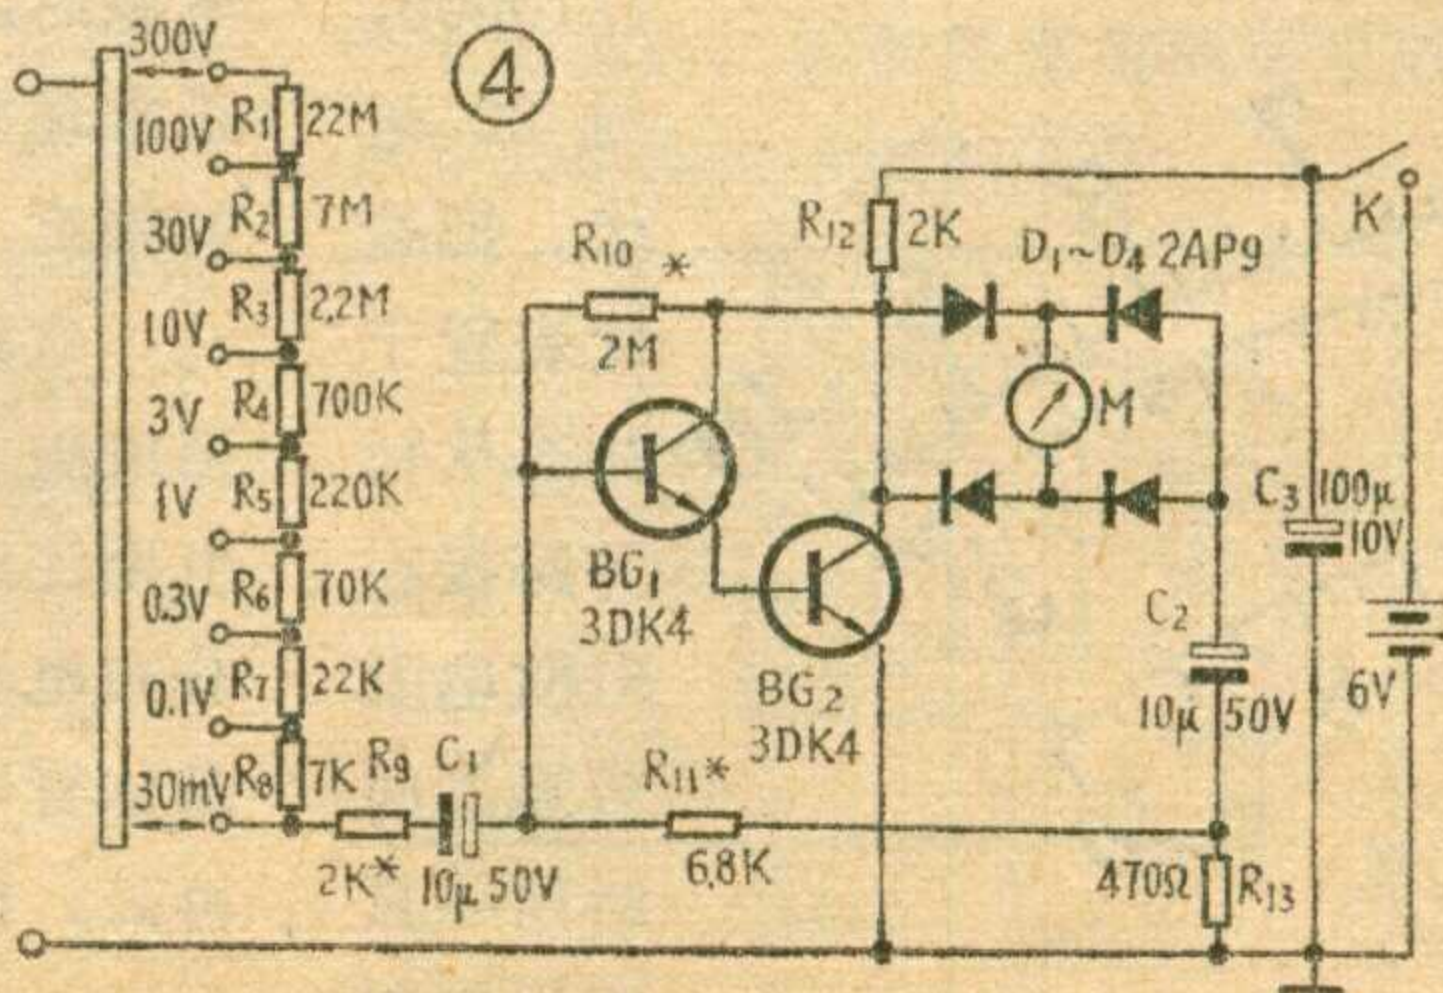 ④
300V
R₁ 22M
100V
R₂ 7M
30V
R₃ 2.2M
10V
R₄ 700K
3V
R₅ 220K
1V
R₆ 70K
0.3V
R₇ 22K
0.1V
R₈ 7K
30mV
R₉
2K*
C₁
10μ 50V
R₁₀ *
2M
BG₁
3DK4
BG₂
3DK4
R₁₁*
6.8K
R₁₂ 2K
D₁~D₄ 2AP9
M
C₂
10μ 50V
470Ω R₁₃
C₃ 100μ
10V
K
6V